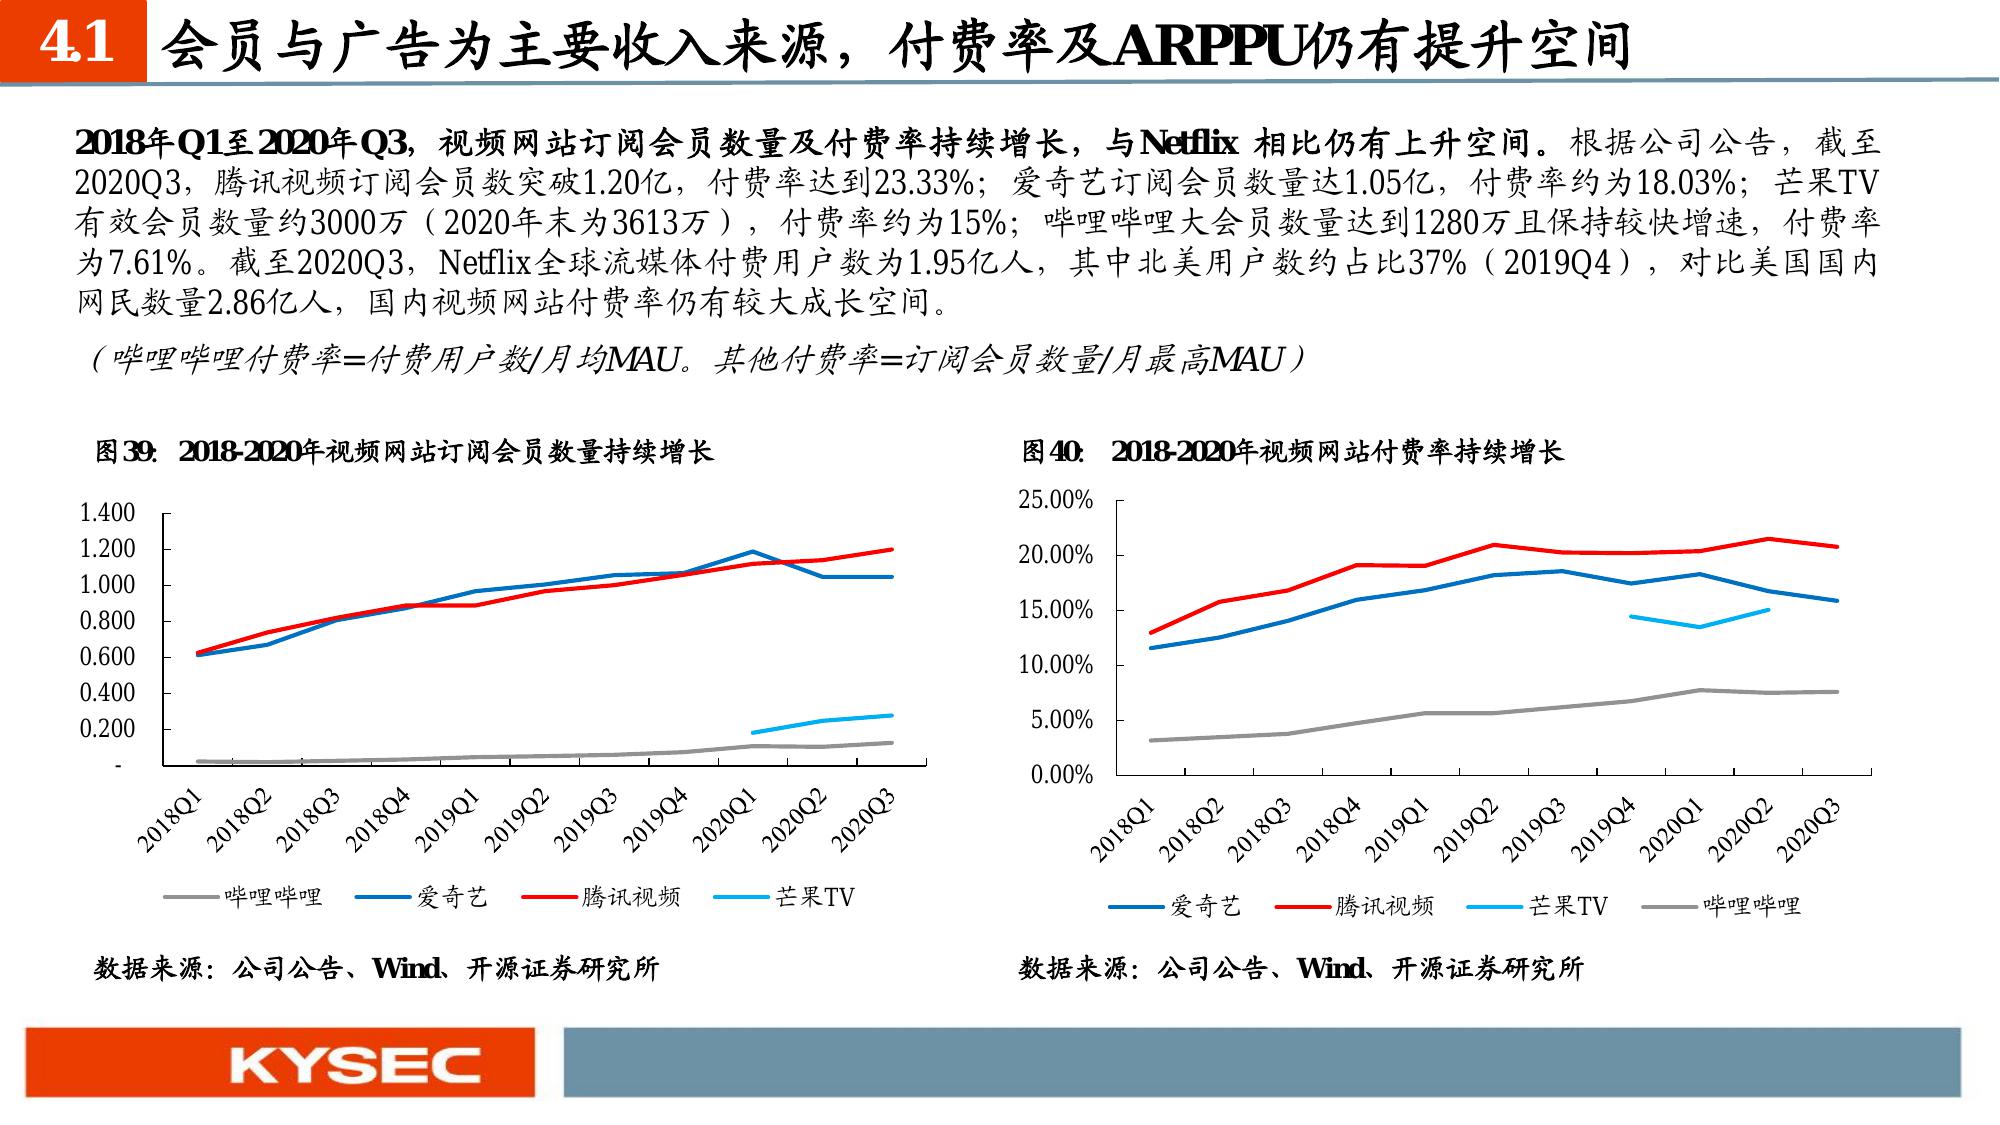 4.1 会员与广告为主要收入来源，付费率及ARPPU仍有提升空间
2018年Q1至2020年Q3，视频网站订阅会员数量及付费率持续增长，与Netflix 相比仍有上升空间。根据公司公告，截至
2020Q3，腾讯视频订阅会员数突破1.20亿，付费率达到23.33%；爱奇艺订阅会员数量达1.05亿，付费率约为18.03%；芒果TV
有效会员数量约3000万（2020年末为3613万），付费率约为15%；哔哩哔哩大会员数量达到1280万且保持较快增速，付费率
为7.61%。截至2020Q3，Netflix全球流媒体付费用户数为1.95亿人，其中北美用户数约占比37%（2019Q4），对比美国国内
网民数量2.86亿人，国内视频网站付费率仍有较大成长空间。
（哔哩哔哩付费率=付费用户数/月均MAU。其他付费率=订阅会员数量/月最高MAU）
图39： 2018-2020年视频网站订阅会员数量持续增长
1.400
1.200
1.000
0.800
0.600
0.400
0.200
-
2018Q1 2018Q2 2018Q3 2018Q4 2019Q1 2019Q2 2019Q3 2019Q4 2020Q1 2020Q2 2020Q3
哔哩哔哩 爱奇艺 腾讯视频 芒果TV
数据来源：公司公告、Wind、开源证券研究所
图40： 2018-2020年视频网站付费率持续增长
25.00%
20.00%
15.00%
10.00%
5.00%
0.00%
2018Q1 2018Q2 2018Q3 2018Q4 2019Q1 2019Q2 2019Q3 2019Q4 2020Q1 2020Q2 2020Q3
爱奇艺 腾讯视频 芒果TV 哔哩哔哩
数据来源：公司公告、Wind、开源证券研究所
KYSEC